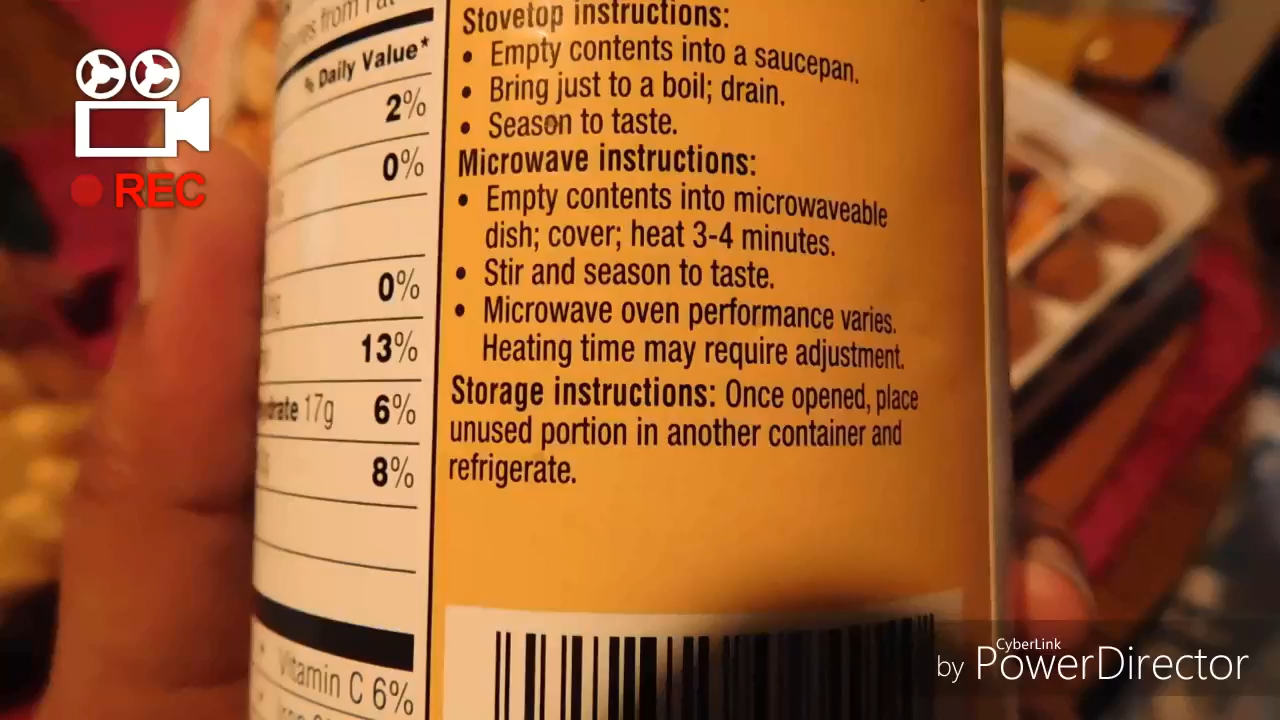 from
% Daily Value*
2%
0%
0%
13%
17g 6%
8%
Vitamin C 6%
Stovetop instructions:
• Empty contents into a saucepan.
• Bring just to a boil; drain.
• Season to taste.
Microwave instructions:
• Empty contents into microwaveable
dish; cover; heat 3-4 minutes.
• Stir and season to taste.
• Microwave oven performance varies.
Heating time may require adjustment.
Storage instructions: Once opened, place
unused portion in another container and
refrigerate.
REC
by CyberLink
PowerDirector